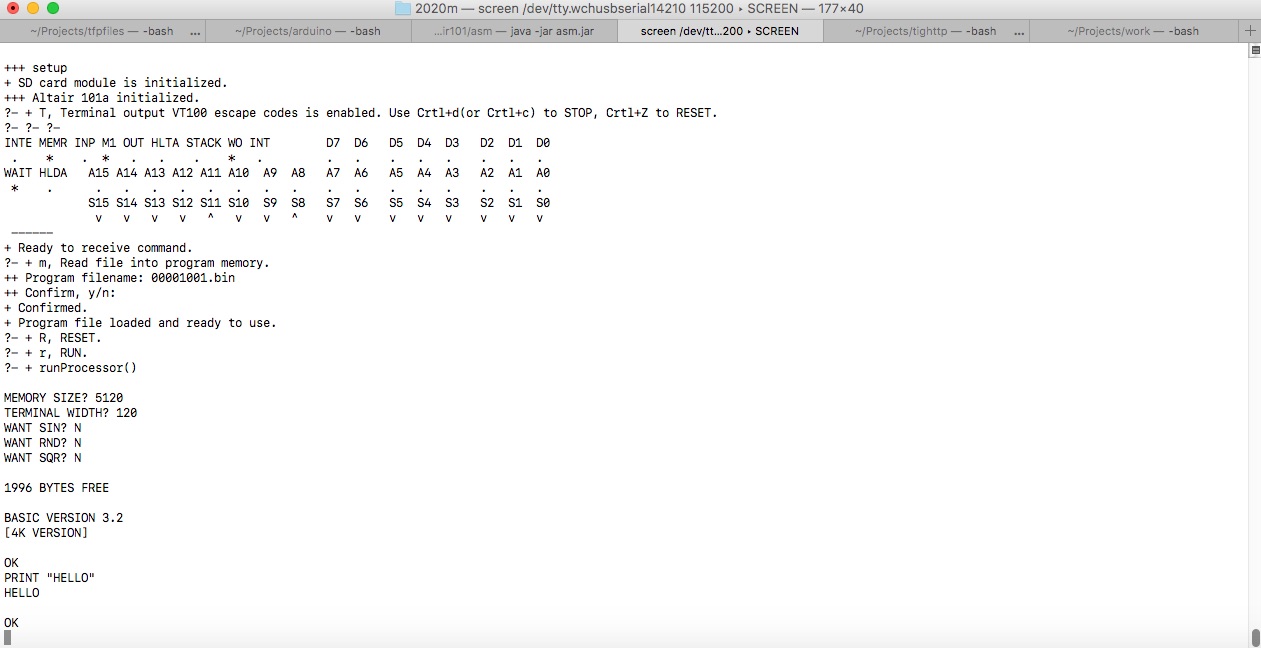 2020m — screen /dev/tty.wchusbserial14210 115200 ▸ SCREEN — 177×40
~/Projects/tfpfiles — -bash ... ~/Projects/arduino — -bash ...ir101/asm — java -jar asm.jar screen /dev/tt...200 ▸ SCREEN ~/Projects/tighttp — -bash ... ~/Projects/work — -bash +
+++ setup
+ SD card module is initialized.
+++ Altair 101a initialized.
?- + T, Terminal output VT100 escape codes is enabled. Use Crtl+d(or Crtl+c) to STOP, Crtl+Z to RESET.
?- ?- ?-
INTE MEMR INP M1 OUT HLTA STACK WO INT D7 D6 D5 D4 D3 D2 D1 D0
. * . * . . . * . . . . . . . . .
WAIT HLDA A15 A14 A13 A12 A11 A10 A9 A8 A7 A6 A5 A4 A3 A2 A1 A0
* . . . . . . . . . . . . . . . . .
S15 S14 S13 S12 S11 S10 S9 S8 S7 S6 S5 S4 S3 S2 S1 S0
v v v v ^ v v ^ v v v v v v v v
------
+ Ready to receive command.
?- + m, Read file into program memory.
++ Program filename: 00001001.bin
++ Confirm, y/n:
+ Confirmed.
+ Program file loaded and ready to use.
?- + R, RESET.
?- + r, RUN.
?- + runProcessor()
MEMORY SIZE? 5120
TERMINAL WIDTH? 120
WANT SIN? N
WANT RND? N
WANT SQR? N
1996 BYTES FREE
BASIC VERSION 3.2
[4K VERSION]
OK
PRINT "HELLO"
HELLO
OK